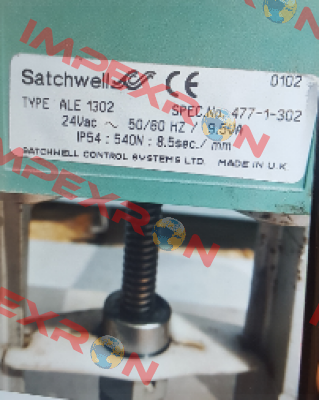 IMPEXRON
Satchwell CE 0102
TYPE ALE 1302 SPEC.No. 477-1-302
24Vac ~ 50/60 HZ / 9.5VA
IP54 : 540N : 8.5sec./mm
SATCHWELL CONTROL SYSTEMS LTD. MADE IN U.K
IMPEXRON
IMPEXRON